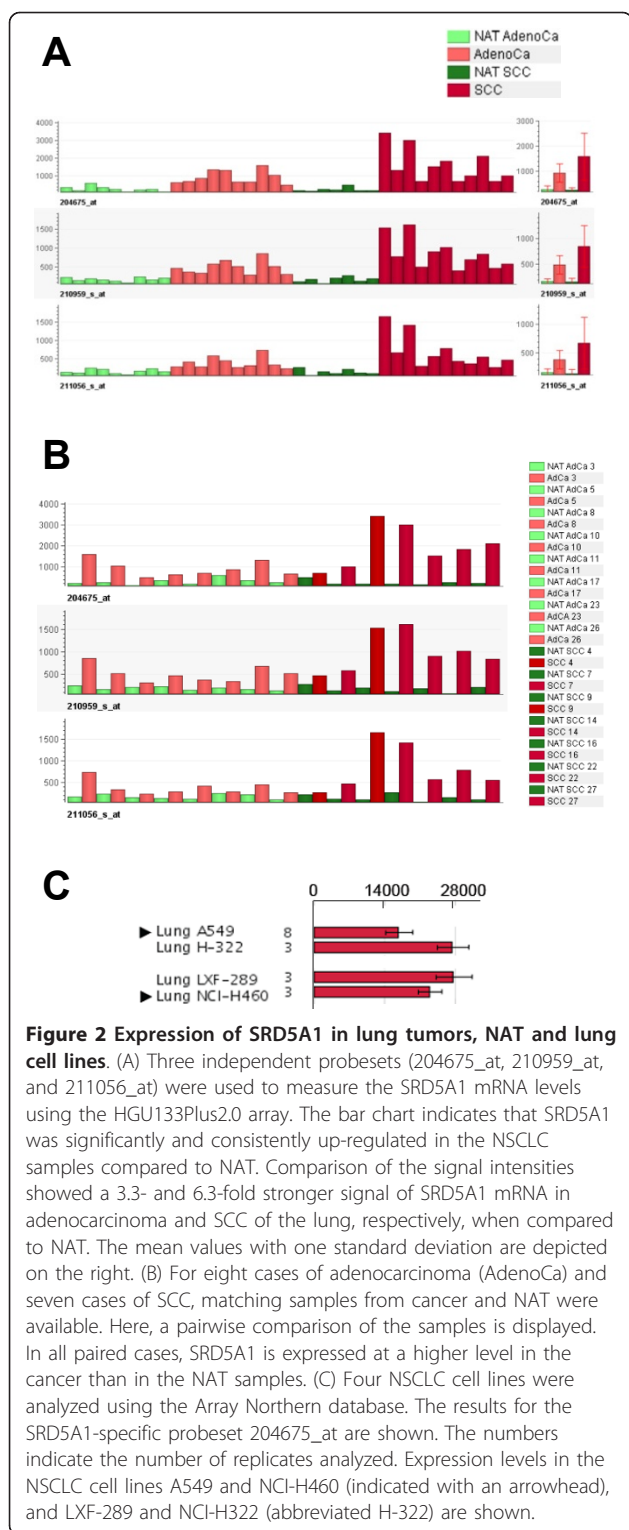 A
NAT AdenoCa
AdenoCa
NAT SCC
SCC
4000
3000
2000
1000
204675_at
3000
2000
1000
204675_at
1500
1000
500
210959_s_at
1500
1000
500
210959_s_at
1500
1000
500
211056_s_at
1000
500
211056_s_at
B
4000
3000
2000
1000
204675_at
1500
1000
500
210959_s_at
1500
1000
500
211056_s_at
NAT AdCa 3
AdCa 3
NAT AdCa 5
AdCa 5
NAT AdCa 8
AdCa 8
NAT AdCa 10
AdCa 10
NAT AdCa 11
AdCa 11
NAT AdCa 17
AdCa 17
NAT AdCa 23
AdCA 23
NAT AdCa 26
AdCa 26
NAT SCC 4
SCC 4
NAT SCC 7
SCC 7
NAT SCC 9
SCC 9
NAT SCC 14
SCC 14
NAT SCC 16
SCC 16
NAT SCC 22
SCC 22
NAT SCC 27
SCC 27
C
0 14000 28000
▶ Lung A549 8
Lung H-322 3
Lung LXF-289 3
▶ Lung NCI-H460 3
Figure 2 Expression of SRD5A1 in lung tumors, NAT and lung
cell lines. (A) Three independent probesets (204675_at, 210959_at,
and 211056_at) were used to measure the SRD5A1 mRNA levels
using the HGU133Plus2.0 array. The bar chart indicates that SRD5A1
was significantly and consistently up-regulated in the NSCLC
samples compared to NAT. Comparison of the signal intensities
showed a 3.3- and 6.3-fold stronger signal of SRD5A1 mRNA in
adenocarcinoma and SCC of the lung, respectively, when compared
to NAT. The mean values with one standard deviation are depicted
on the right. (B) For eight cases of adenocarcinoma (AdenoCa) and
seven cases of SCC, matching samples from cancer and NAT were
available. Here, a pairwise comparison of the samples is displayed.
In all paired cases, SRD5A1 is expressed at a higher level in the
cancer than in the NAT samples. (C) Four NSCLC cell lines were
analyzed using the Array Northern database. The results for the
SRD5A1-specific probeset 204675_at are shown. The numbers
indicate the number of replicates analyzed. Expression levels in the
NSCLC cell lines A549 and NCI-H460 (indicated with an arrowhead),
and LXF-289 and NCI-H322 (abbreviated H-322) are shown.